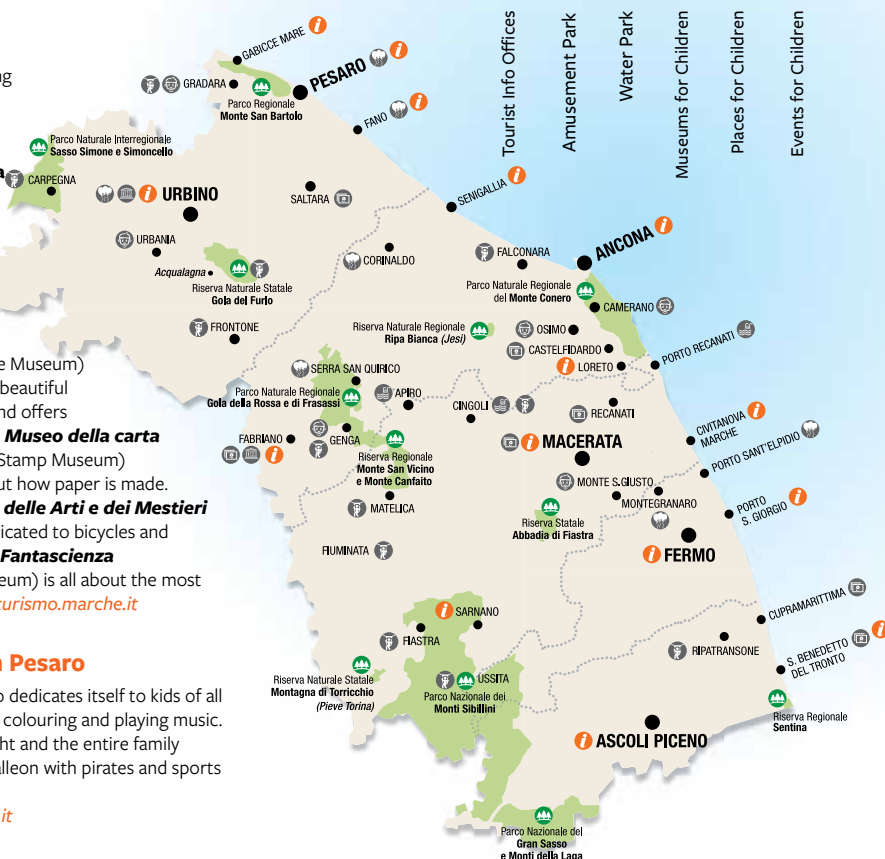 ng
a
e Museum)
beautiful
nd offers
Museo della carta
Stamp Museum)
ut how paper is made.
delle Arti e dei Mestieri
icated to bicycles and
Fantascienza
eum) is all about the most
turismo.marche.it
n Pesaro
o dedicates itself to kids of all
colouring and playing music.
ht and the entire family
alleon with pirates and sports
.it
Tourist Info Offices
Amusement Park
Water Park
Museums for Children
Places for Children
Events for Children
GABICCE MARE i
GRADARA
PESARO i
Parco Regionale
Monte San Bartolo
FANO i
Parco Naturale Interregionale
Sasso Simone e Simoncello
CARPEGNA
i URBINO
SALTARA
SENIGALLIA i
URBANIA
Acqualagna
Riserva Naturale Statale
Gola del Furlo
CORINALDO
FALCONARA
ANCONA i
Parco Naturale Regionale
del Monte Conero
CAMERANO
FRONTONE
Riserva Naturale Regionale
Ripa Bianca (Jesi)
OSIMO
CASTELFIDARDO
i LORETO
PORTO RECANATI
SERRA SAN QUIRICO
Parco Naturale Regionale
Gola della Rossa e di Frasassi
APIRO
CINGOLI
RECANATI
FABRIANO
i
GENGA
Riserva Regionale
Monte San Vicino
e Monte Canfaito
i MACERATA
CIVITANOVA
MARCHE i
PORTO SANT'ELPIDIO
MONTE S.GIUSTO
MONTEGRANARO
MATELICA
Riserva Statale
Abbadia di Fiastra
PORTO
S. GIORGIO i
FIUMINATA
i FERMO
i SARNANO
FIASTRA
CUPRAMARITTIMA
RIPATRANSONE
S. BENEDETTO
DEL TRONTO i
Riserva Naturale Statale
Montagna di Torricchio
(Pieve Torina)
USSITA
Parco Nazionale dei
Monti Sibillini
Riserva Regionale
Sentina
i ASCOLI PICENO
Parco Nazionale del
Gran Sasso
e Monti della Laga